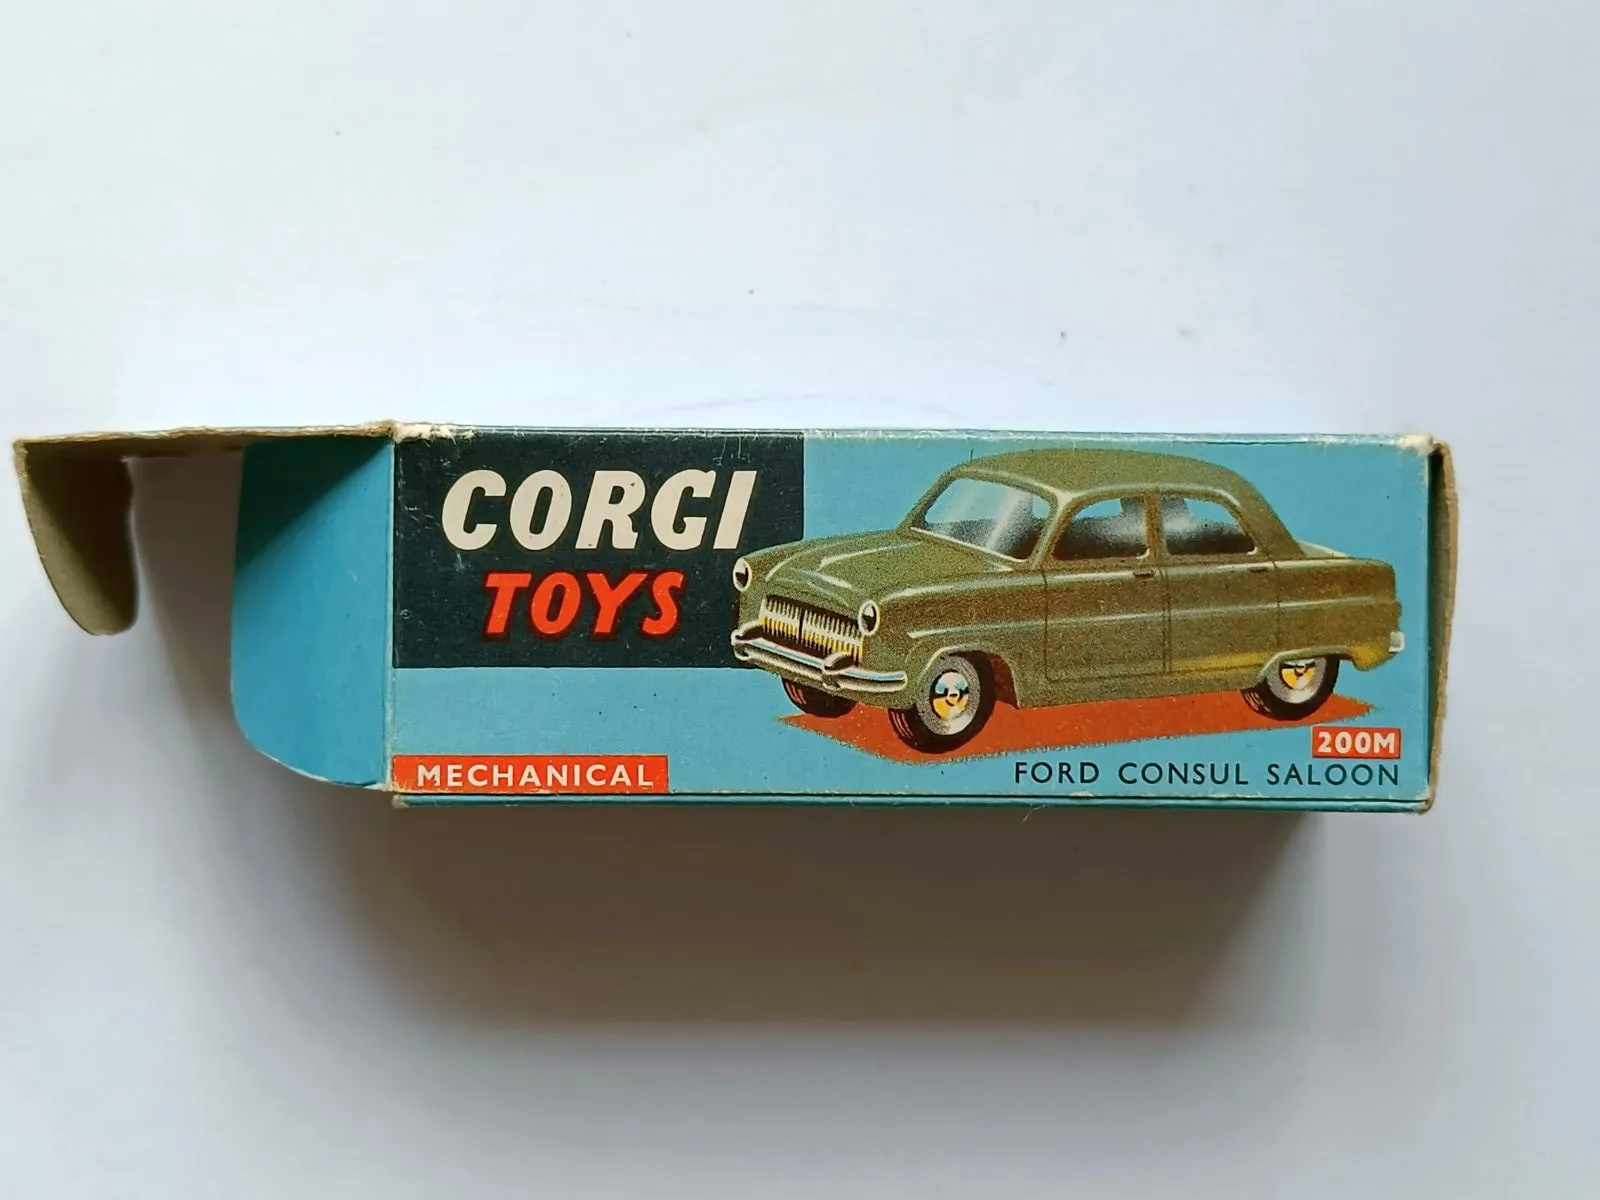 CORGI
TOYS
MECHANICAL
200M
FORD CONSUL SALOON